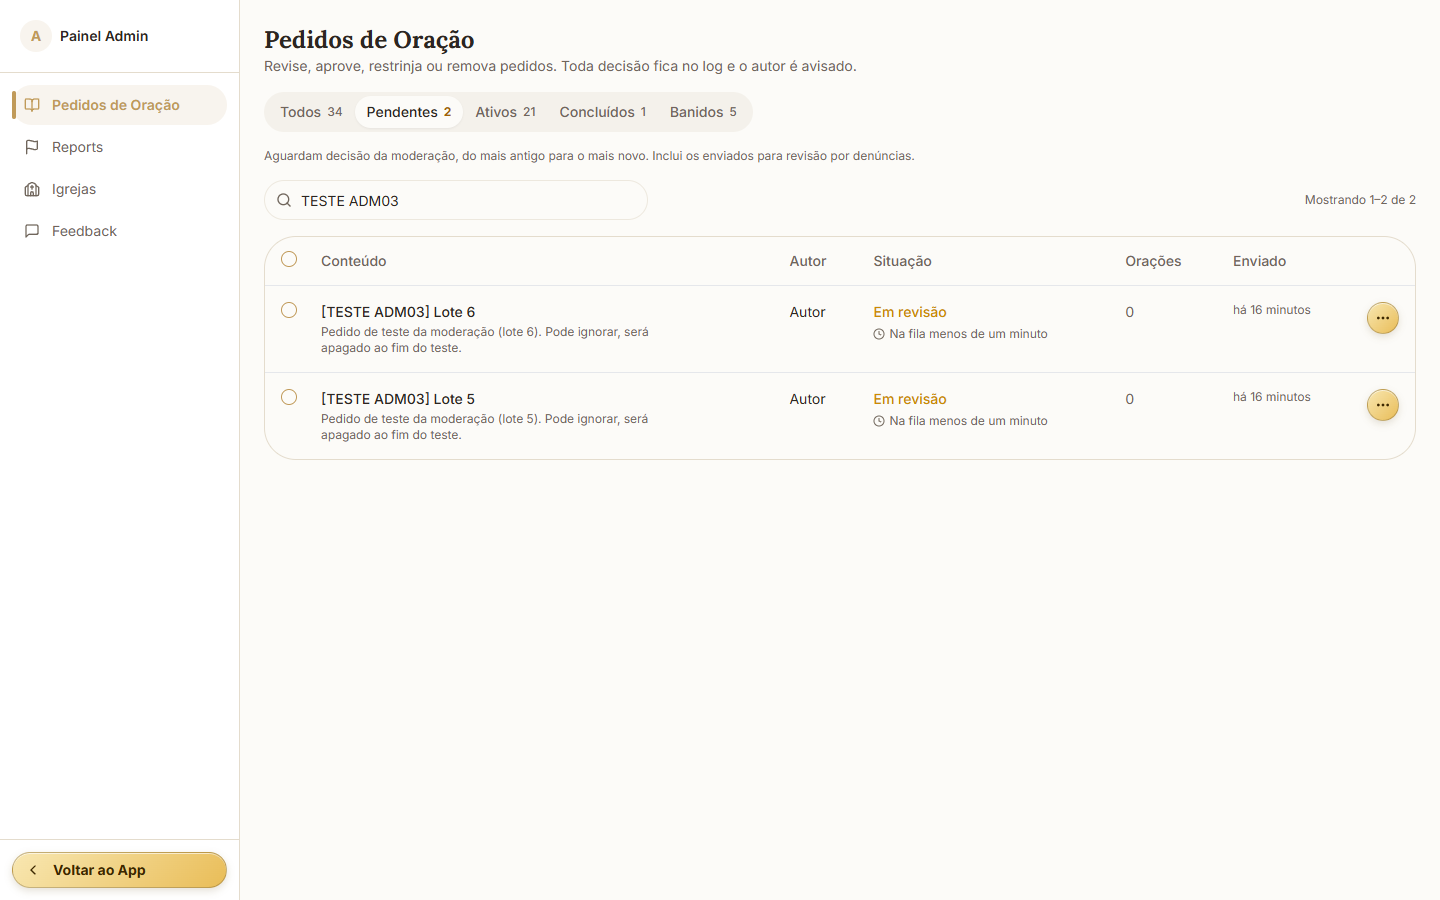 A Painel Admin
Pedidos de Oração
Reports
Igrejas
Feedback
Voltar ao App
Pedidos de Oração
Revise, aprove, restrinja ou remova pedidos. Toda decisão fica no log e o autor é avisado.
Todos 34 Pendentes 2 Ativos 21 Concluídos 1 Banidos 5
Aguardam decisão da moderação, do mais antigo para o mais novo. Inclui os enviados para revisão por denúncias.
TESTE ADM03
Mostrando 1–2 de 2
Conteúdo Autor Situação Orações Enviado
[TESTE ADM03] Lote 6 Autor Em revisão 0 há 16 minutos
Pedido de teste da moderação (lote 6). Pode ignorar, será Na fila menos de um minuto
apagado ao fim do teste.
[TESTE ADM03] Lote 5 Autor Em revisão 0 há 16 minutos
Pedido de teste da moderação (lote 5). Pode ignorar, será Na fila menos de um minuto
apagado ao fim do teste.